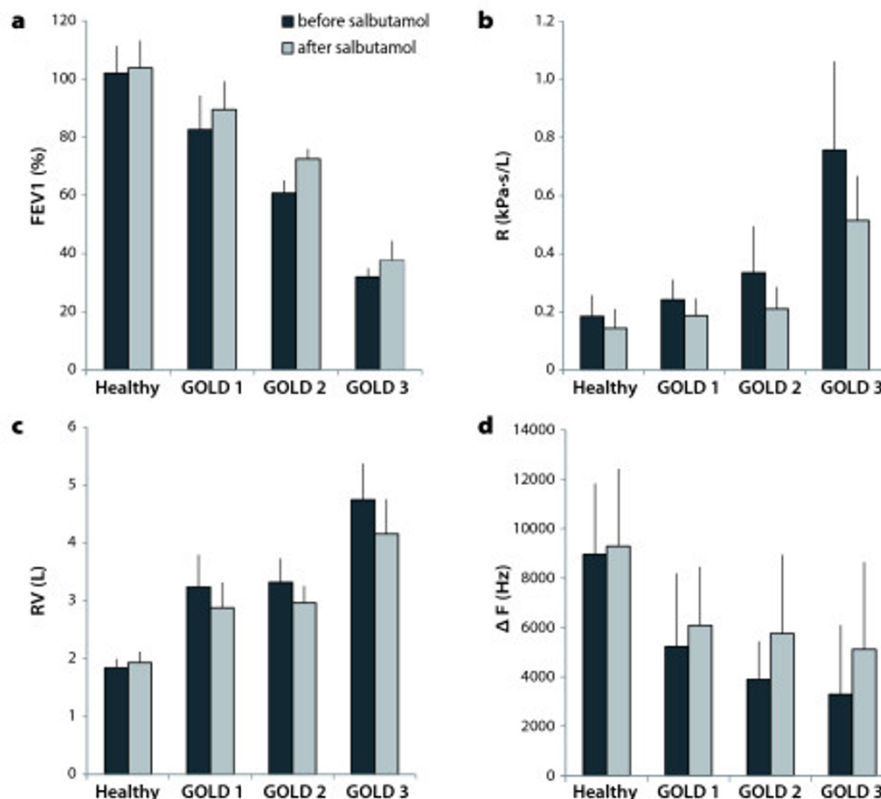 a
before salbutamol
after salbutamol
FEV1 (%)
120
100
80
60
40
20
0
Healthy GOLD 1 GOLD 2 GOLD 3
b
R (kPa·s/L)
1.2
1.0
0.8
0.6
0.4
0.2
0
Healthy GOLD 1 GOLD 2 GOLD 3
c
RV (L)
6
5
4
3
2
1
0
Healthy GOLD 1 GOLD 2 GOLD 3
d
Δ F (Hz)
14000
12000
10000
8000
6000
4000
2000
0
Healthy GOLD 1 GOLD 2 GOLD 3